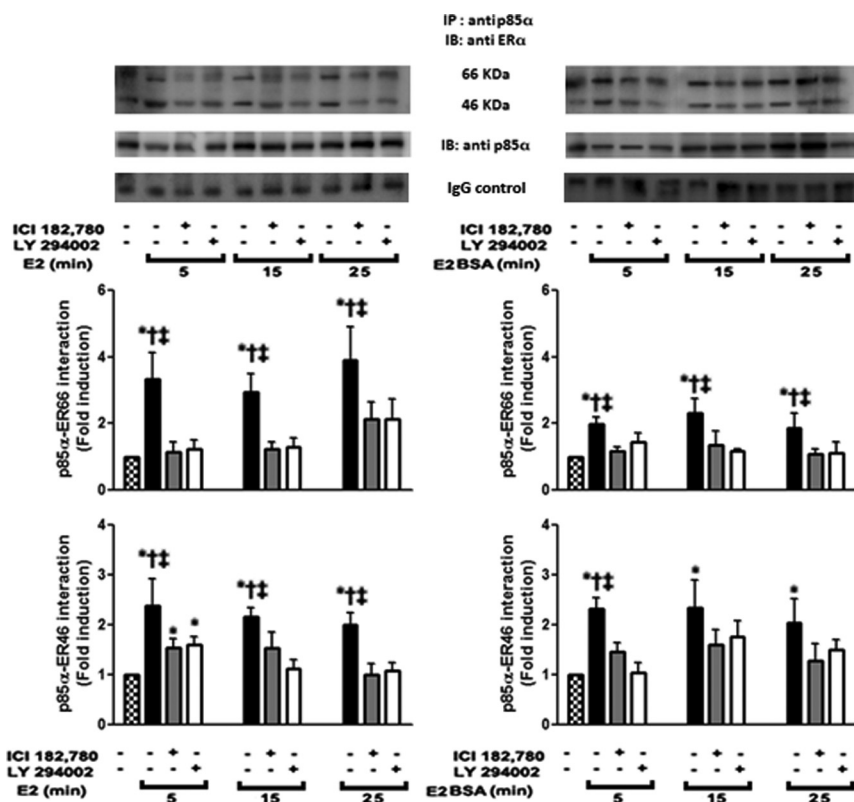 IP : antip85α
IB: anti ERα
66 KDa
46 KDa
IB: anti p85α
IgG control
ICI 182,780 - - + - - + - - + -
LY 294002 - - - + - - + - - +
E2 (min) 5 15 25
ICI 182,780 - - + - - + - - + -
LY 294002 - - - + - - + - - +
E2 BSA (min) 5 15 25
p85α-ER66 interaction
(Fold induction)
6
4
2
0
*†‡
*†‡
*†‡
p85α-ER66 interaction
(Fold induction)
6
4
2
0
*†‡
*†‡
*†‡
p85α-ER46 interaction
(Fold induction)
4
3
2
1
0
*†‡
*
*
*†‡
*†‡
p85α-ER46 interaction
(Fold induction)
4
3
2
1
0
*†‡
*
*
ICI 182,780 - - + - - + - - + -
LY 294002 - - - + - - + - - +
E2 (min) 5 15 25
ICI 182,780 - - + - - + - - + -
LY 294002 - - - + - - + - - +
E2 BSA (min) 5 15 25